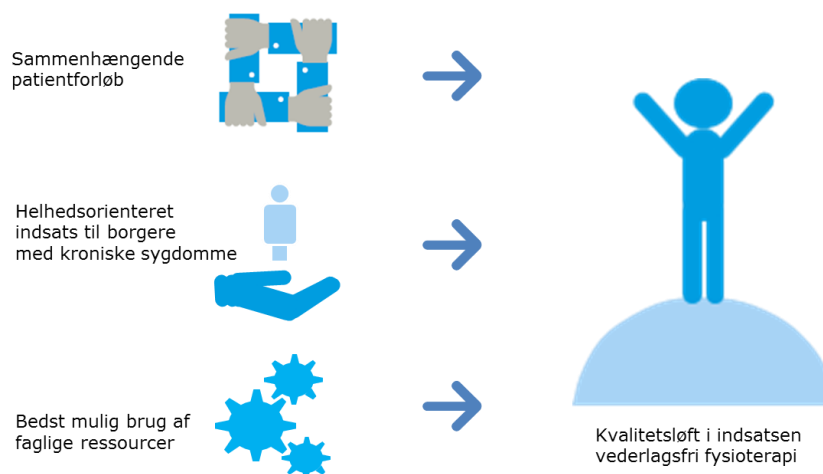 Sammenhængende
patientforløb
Helhedsorienteret
indsats til borgere
med kroniske sygdomme
Bedst mulig brug af
faglige ressourcer
Kvalitetsløft i indsatsen
vederlagsfri fysioterapi